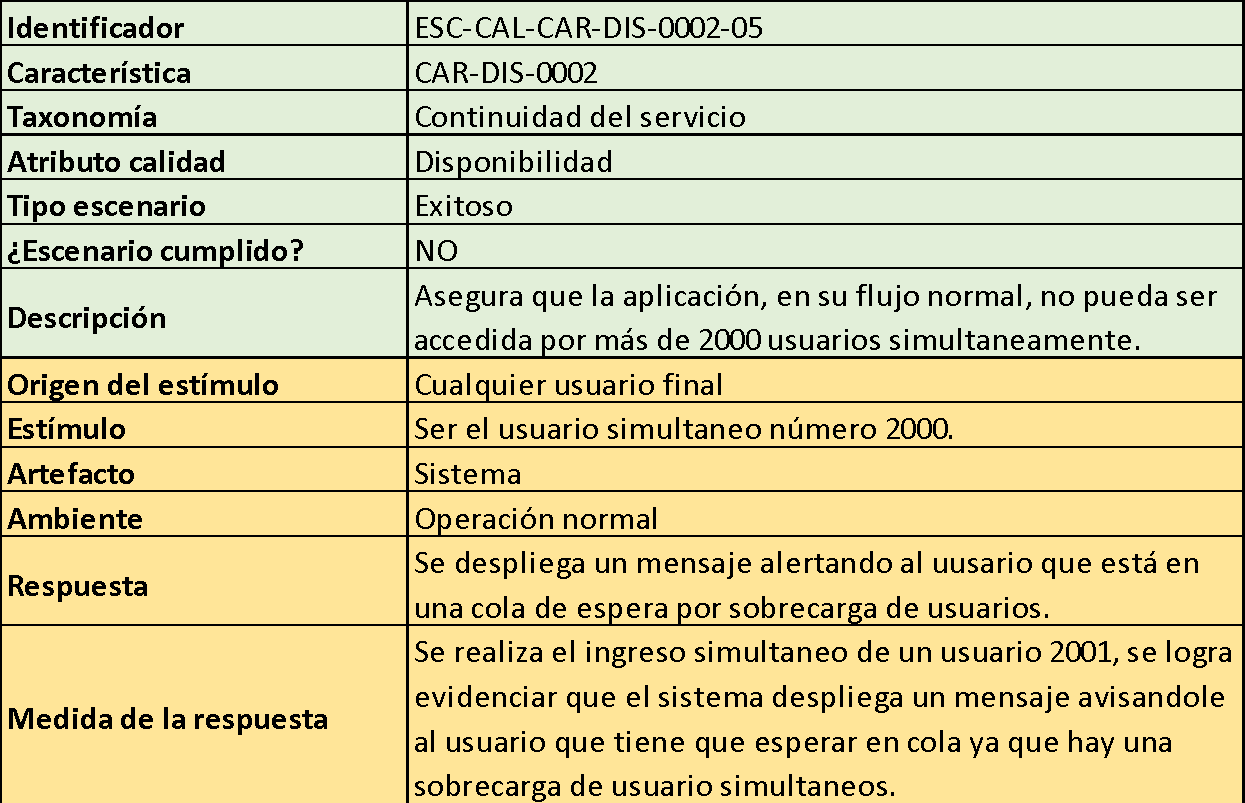 Identificador ESC-CAL-CAR-DIS-0002-05
Característica CAR-DIS-0002
Taxonomía Continuidad del servicio
Atributo calidad Disponibilidad
Tipo escenario Exitoso
¿Escenario cumplido? NO
Descripción Asegura que la aplicación, en su flujo normal, no pueda ser
accedida por más de 2000 usuarios simultaneamente.
Origen del estímulo Cualquier usuario final
Estímulo Ser el usuario simultaneo número 2000.
Artefacto Sistema
Ambiente Operación normal
Respuesta Se despliega un mensaje alertando al uusario que está en
una cola de espera por sobrecarga de usuarios.
Medida de la respuesta Se realiza el ingreso simultaneo de un usuario 2001, se logra
evidenciar que el sistema despliega un mensaje avisandole
al usuario que tiene que esperar en cola ya que hay una
sobrecarga de usuario simultaneos.